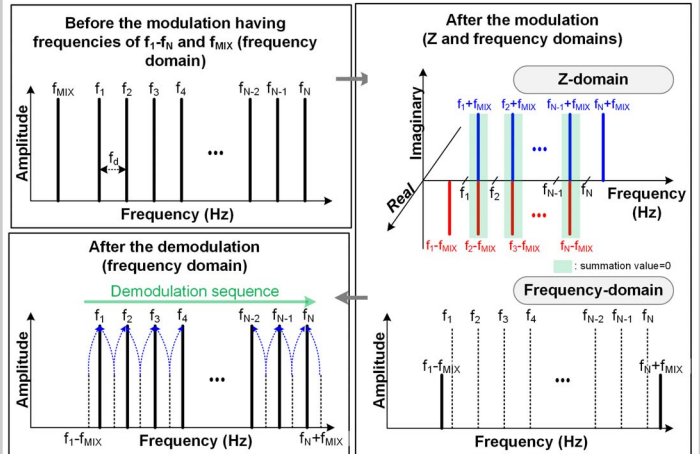 Before the modulation having
frequencies of f1-fN and fMIX (frequency
domain)
fMIX f1 f2 f3 f4 fN-2 fN-1 fN
fd
...
Amplitude
Frequency (Hz)
After the modulation
(Z and frequency domains)
Z-domain
Imaginary
f1+fMIX f2+fMIX fN-1+fMIX fN+fMIX
...
Real
f1 f2 fN-1 fN
Frequency
(Hz)
...
f1-fMIX f2-fMIX f3-fMIX fN-fMIX
: summation value=0
Frequency-domain
f1 f2 f3 f4 fN-2 fN-1 fN
f1-fMIX
fN+fMIX
...
Amplitude
Frequency (Hz)
After the demodulation
(frequency domain)
Demodulation sequence
f1 f2 f3 f4 fN-2 fN-1 fN
...
Amplitude
f1-fMIX
Frequency (Hz)
fN+fMIX